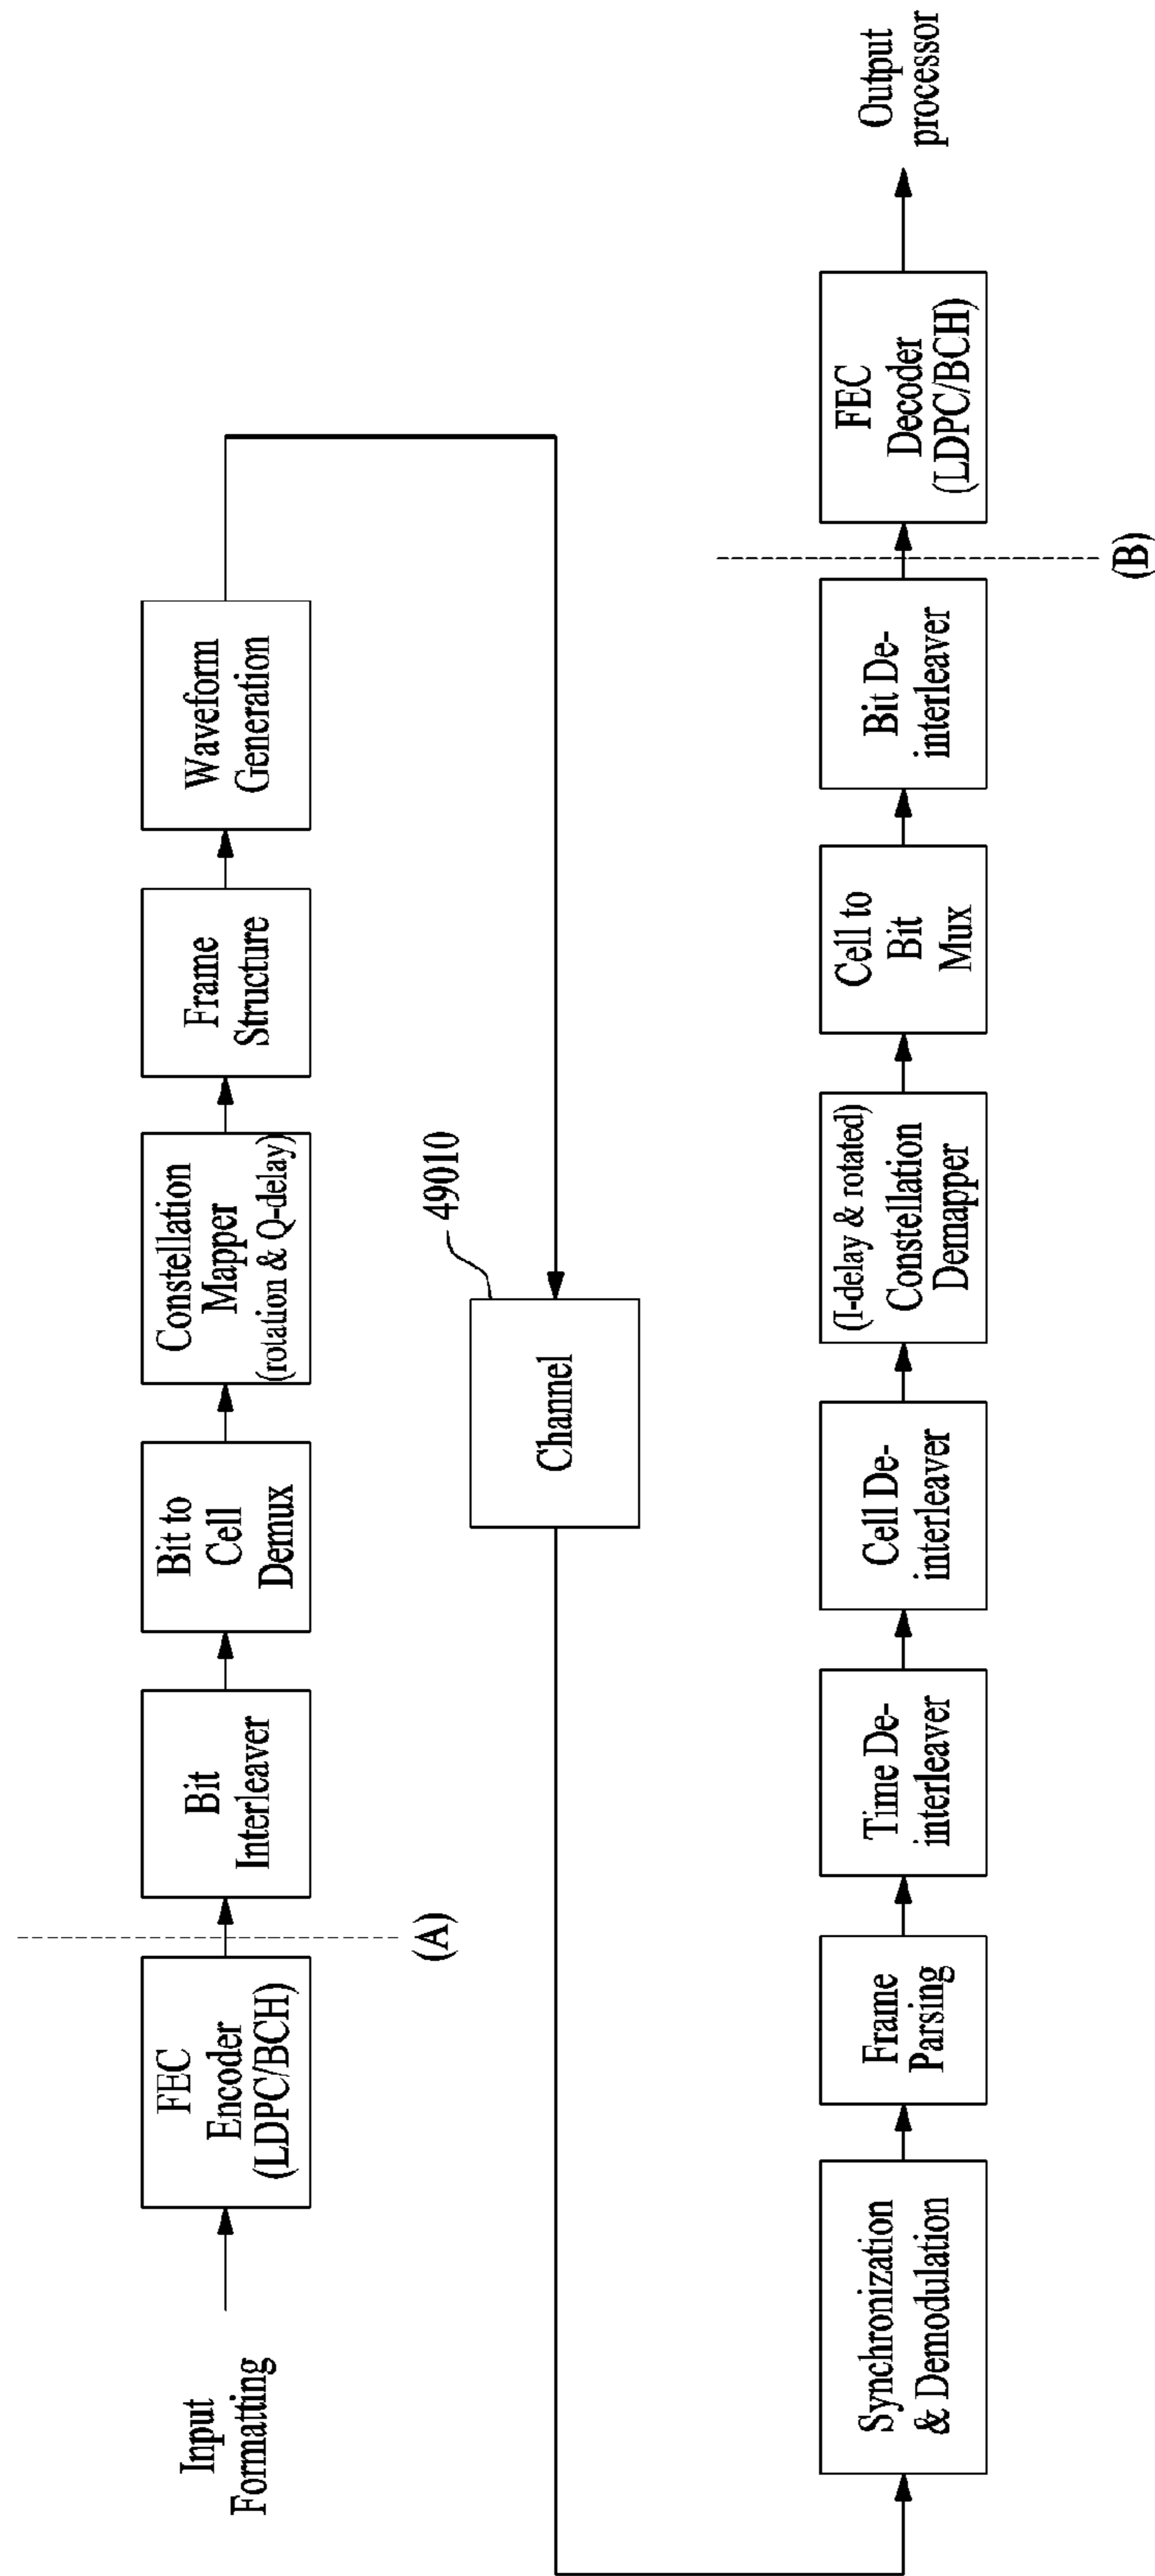 Input
Formatting
FEC
Encoder
(LDPC/BCH)
(A)
Bit
Interleaver
Bit to
Cell
Demux
Constellation
Mapper
(rotation & Q-delay)
Frame
Structure
Waveform
Generation
49010
Channel
Synchronization
& Demodulation
Frame
Parsing
Time De-
interleaver
Cell De-
interleaver
(I-delay & rotated)
Constellation
Demapper
Cell to
Bit
Mux
Bit De-
interleaver
(B)
FEC
Decoder
(LDPC/BCH)
Output
processor